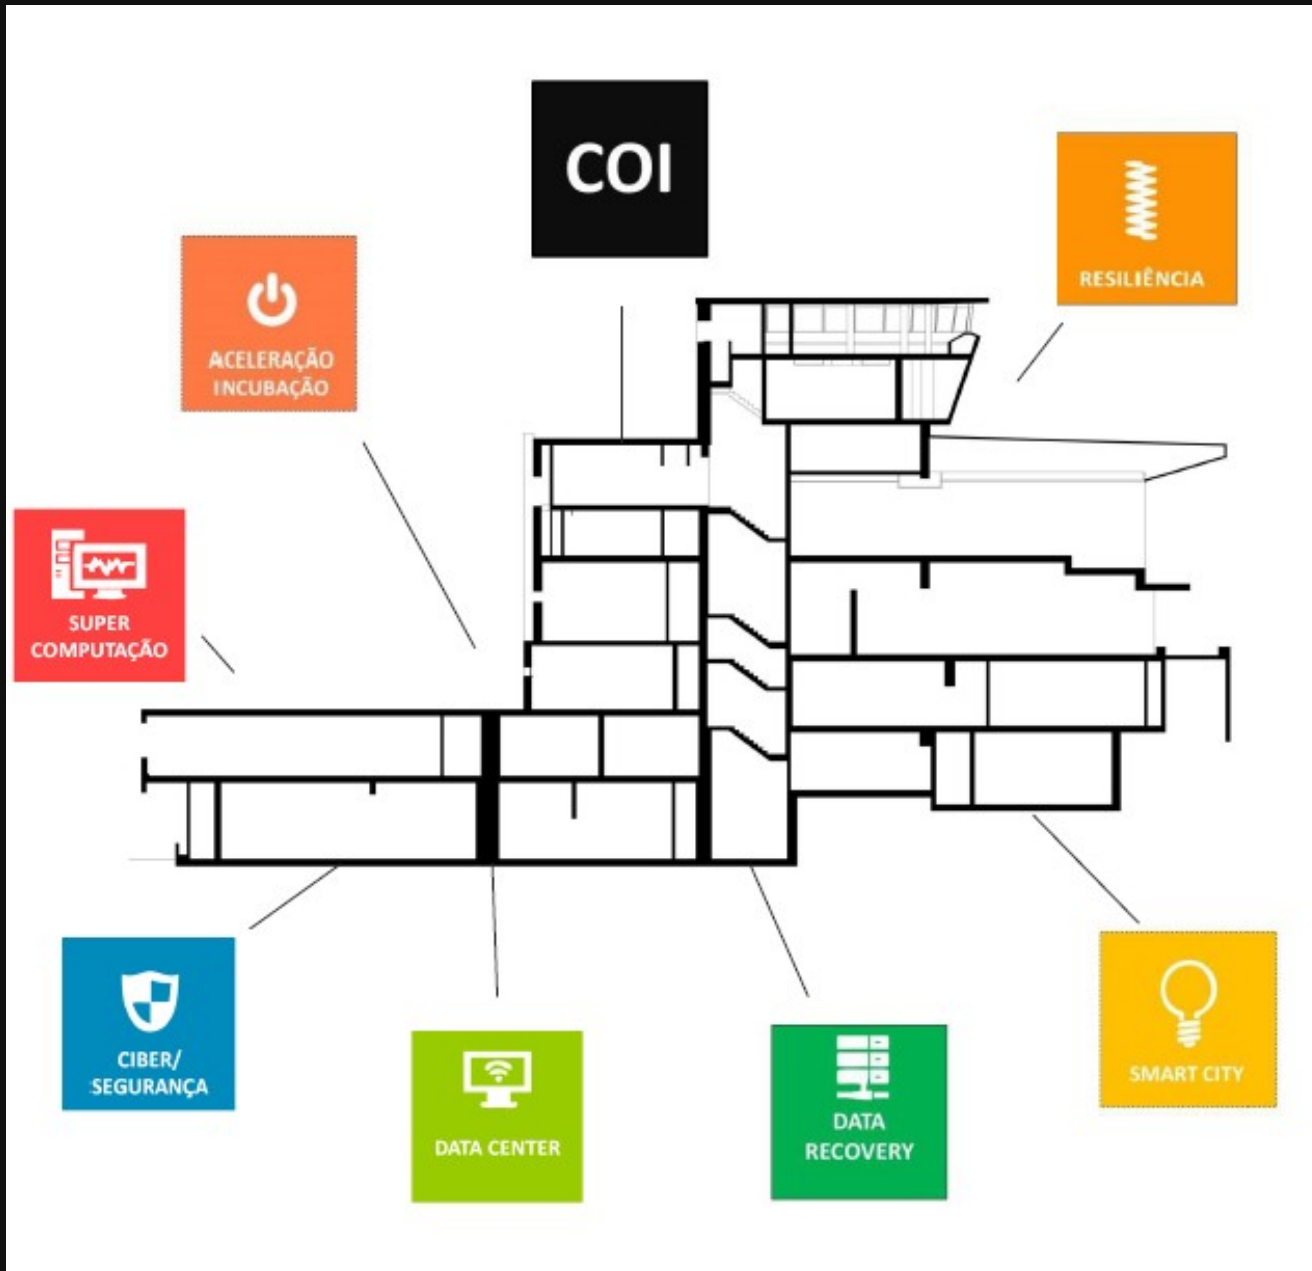 COI
RESILIÊNCIA
ACELERAÇÃO
INCUBAÇÃO
SUPER
COMPUTAÇÃO
CIBER/
SEGURANÇA
DATA CENTER
DATA
RECOVERY
SMART CITY